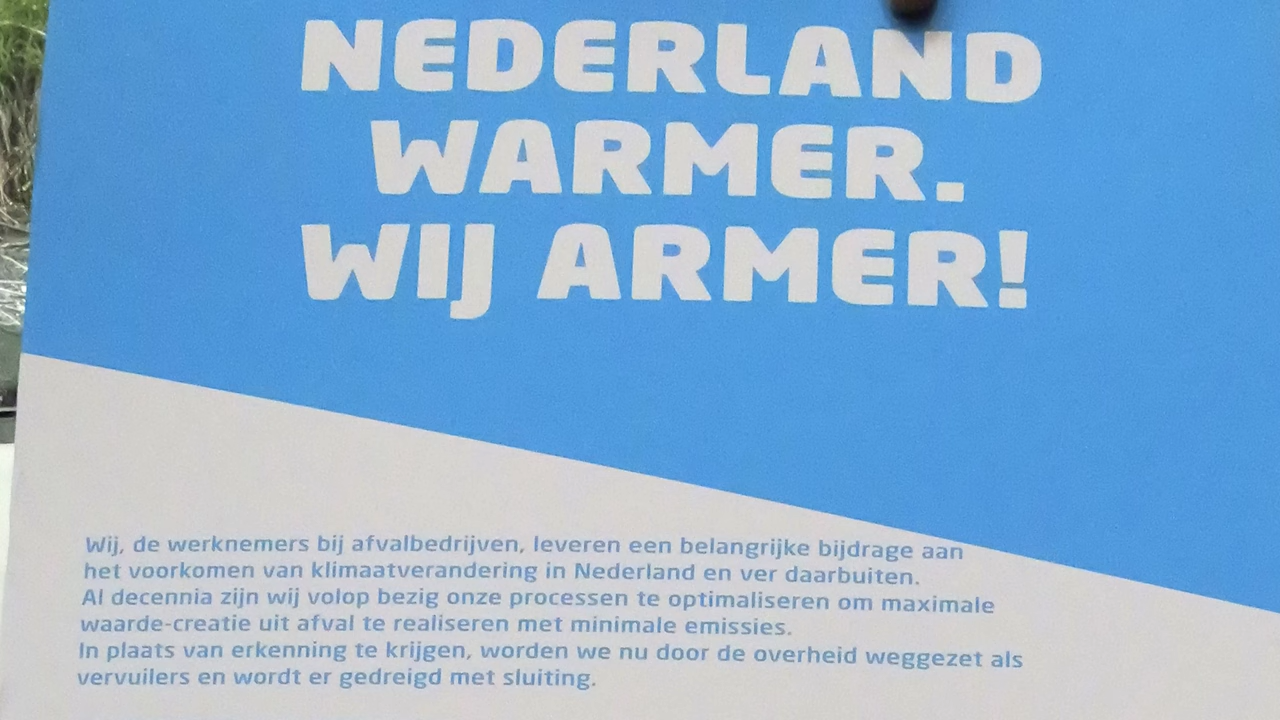 NEDERLAND
WARMER.
WIJ ARMER!
Wij, de werknemers bij afvalbedrijven, leveren een belangrijke bijdrage aan
het voorkomen van klimaatverandering in Nederland en ver daarbuiten.
Al decennia zijn wij volop bezig onze processen te optimaliseren om maximale
waarde-creatie uit afval te realiseren met minimale emissies.
In plaats van erkenning te krijgen, worden we nu door de overheid weggezet als
vervuilers en wordt er gedreigd met sluiting.